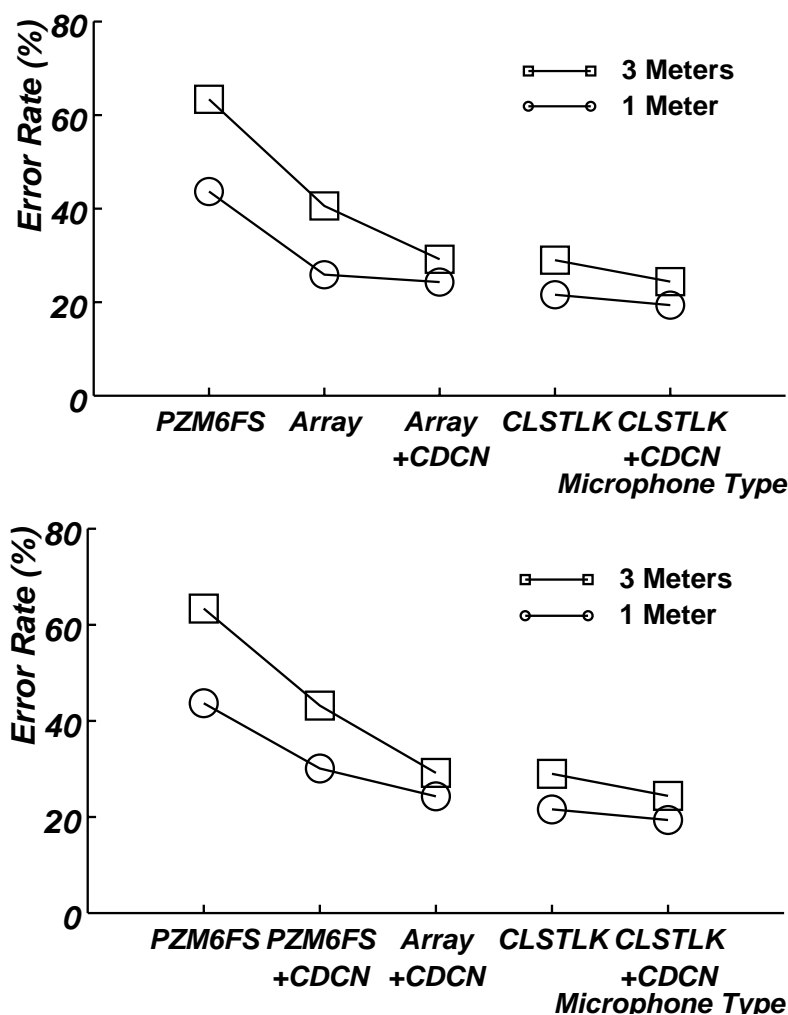 80
60
40
20
0
Error Rate (%)
3 Meters
1 Meter
PZM6FS Array Array CLSTLK CLSTLK
+CDCN +CDCN
Microphone Type
80
60
40
20
0
Error Rate (%)
3 Meters
1 Meter
PZM6FS PZM6FS Array CLSTLK CLSTLK
+CDCN +CDCN +CDCN
Microphone Type